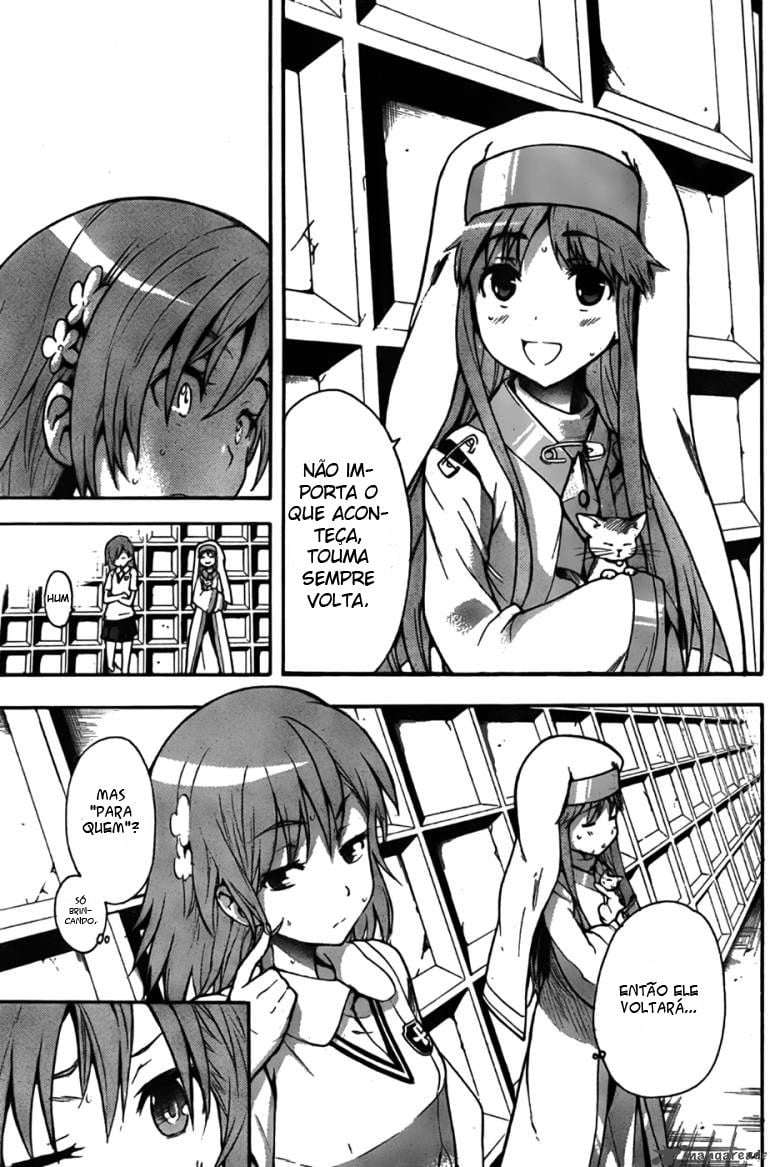 NÃO IM-
PORTA O
QUE ACON-
TEÇA,
TOUMA
SEMPRE
VOLTA.
HUM
ENTÃO ELE
VOLTARÁ...
MAS
"PARA
QUEM"?
SÓ
BRIN-
CANDO.